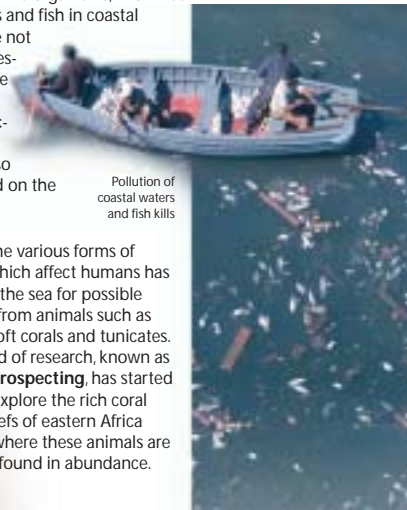 s and fish in coastal
e not
es-
e
c-
so
d on the
Pollution of
coastal waters
and fish kills
he various forms of
which affect humans has
the sea for possible
from animals such as
oft corals and tunicates.
d of research, known as
rospecting, has started
xplore the rich coral
efs of eastern Africa
where these animals are
found in abundance.